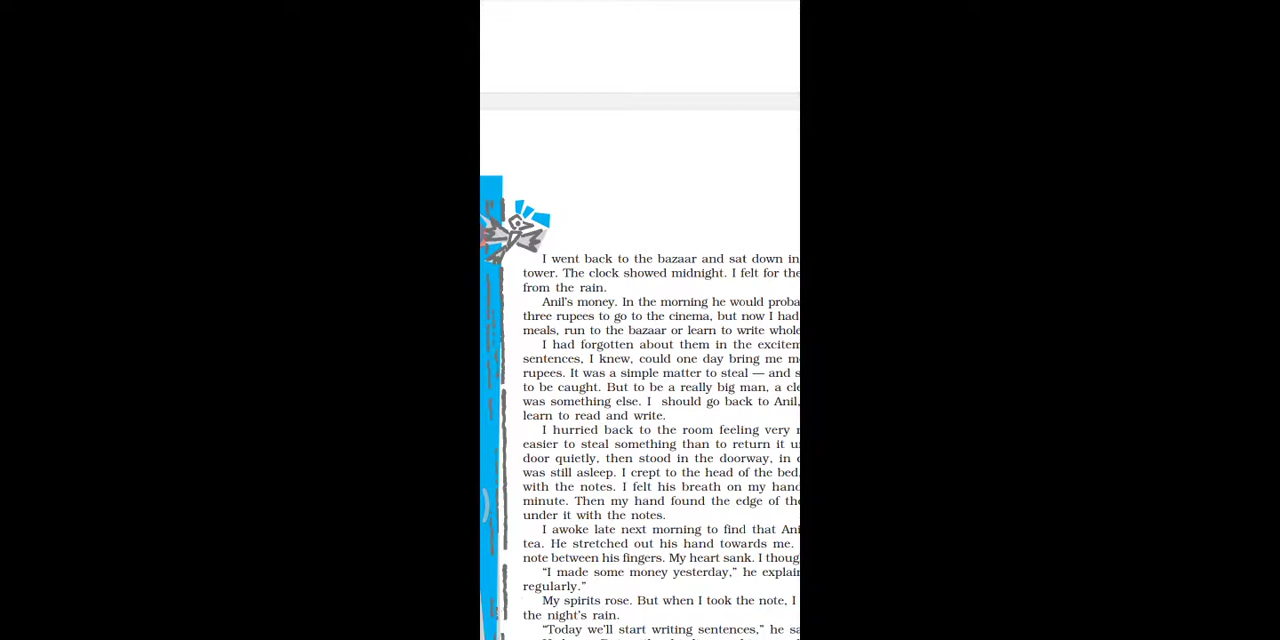 I went back to the bazaar and sat down in
tower. The clock showed midnight. I felt for the
from the rain.
Anil's money. In the morning he would proba
three rupees to go to the cinema, but now I had
meals, run to the bazaar or learn to write whole
I had forgotten about them in the excitem
sentences, I knew, could one day bring me m
rupees. It was a simple matter to steal — and s
to be caught. But to be a really big man, a cle
was something else. I should go back to Anil,
learn to read and write.
I hurried back to the room feeling very n
easier to steal something than to return it u
door quietly, then stood in the doorway, in c
was still asleep. I crept to the head of the bed,
with the notes. I felt his breath on my hand
minute. Then my hand found the edge of the
under it with the notes.
I awoke late next morning to find that Ani
tea. He stretched out his hand towards me.
note between his fingers. My heart sank. I thoug
“I made some money yesterday,” he explain
regularly.”
My spirits rose. But when I took the note, I
the night's rain.
“Today we'll start writing sentences,” he sa